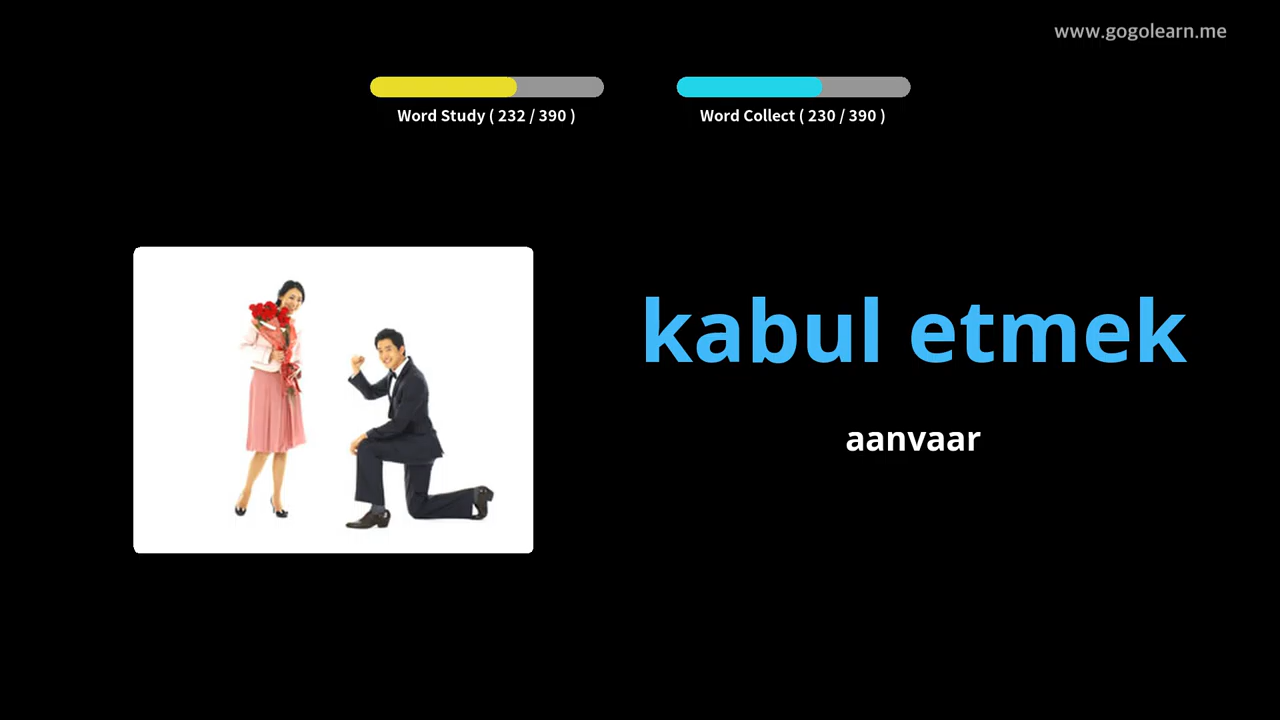 www.gogolearn.me
Word Study ( 232 / 390 )
Word Collect ( 230 / 390 )
kabul etmek
aanvaar